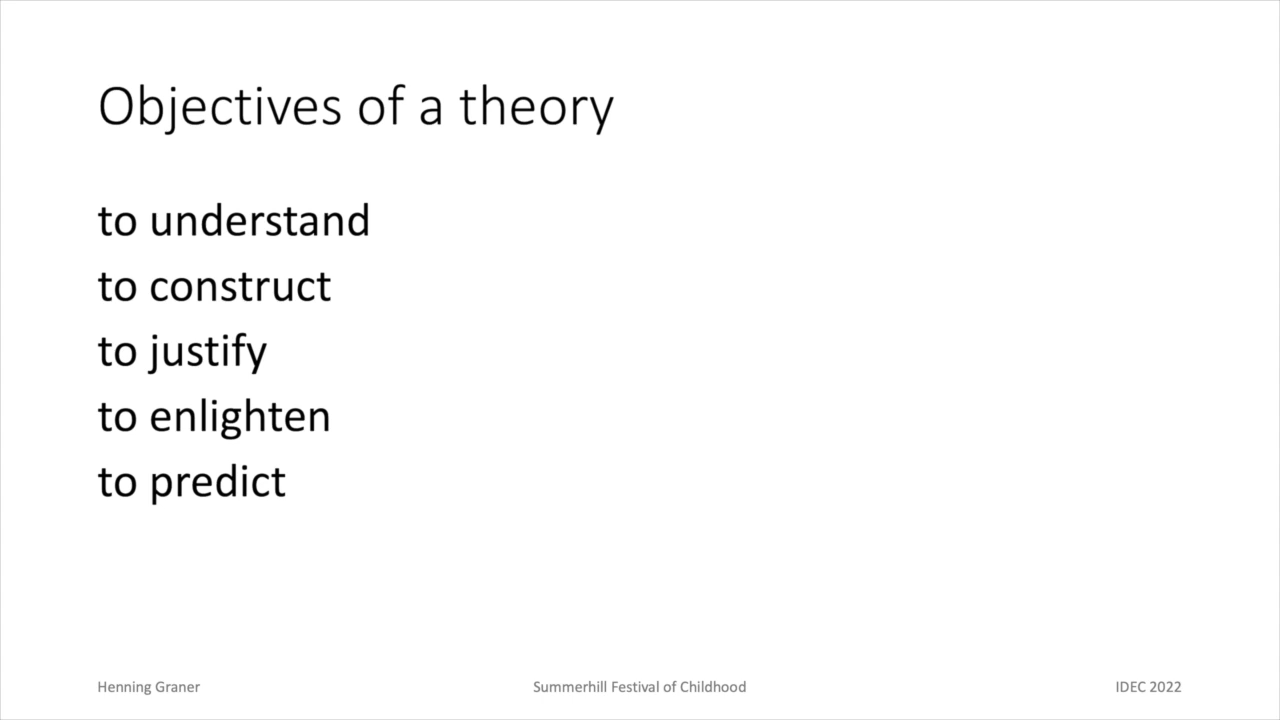 Objectives of a theory
to understand
to construct
to justify
to enlighten
to predict
Henning Graner
Summerhill Festival of Childhood
IDEC 2022